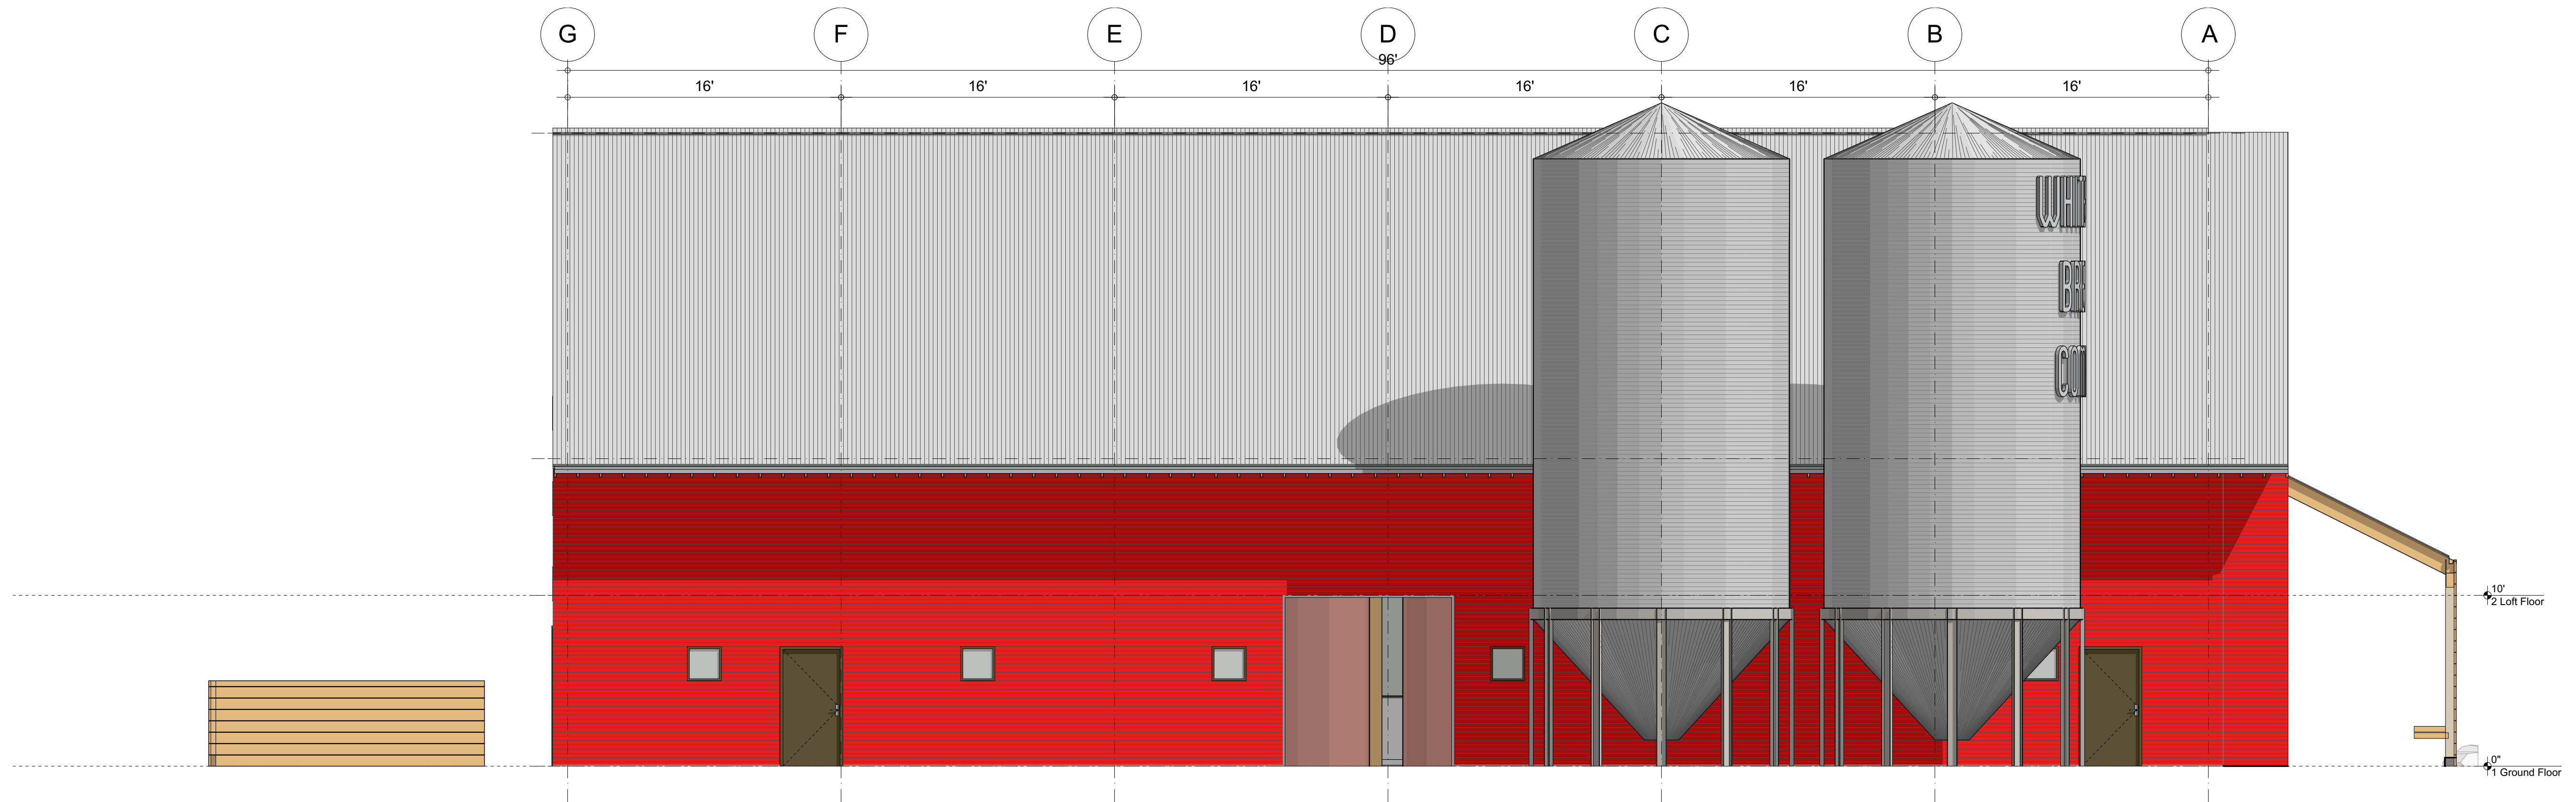 G F E D C B A
96'
16' 16' 16' 16' 16' 16'
10'
2 Loft Floor
0"
1 Ground Floor